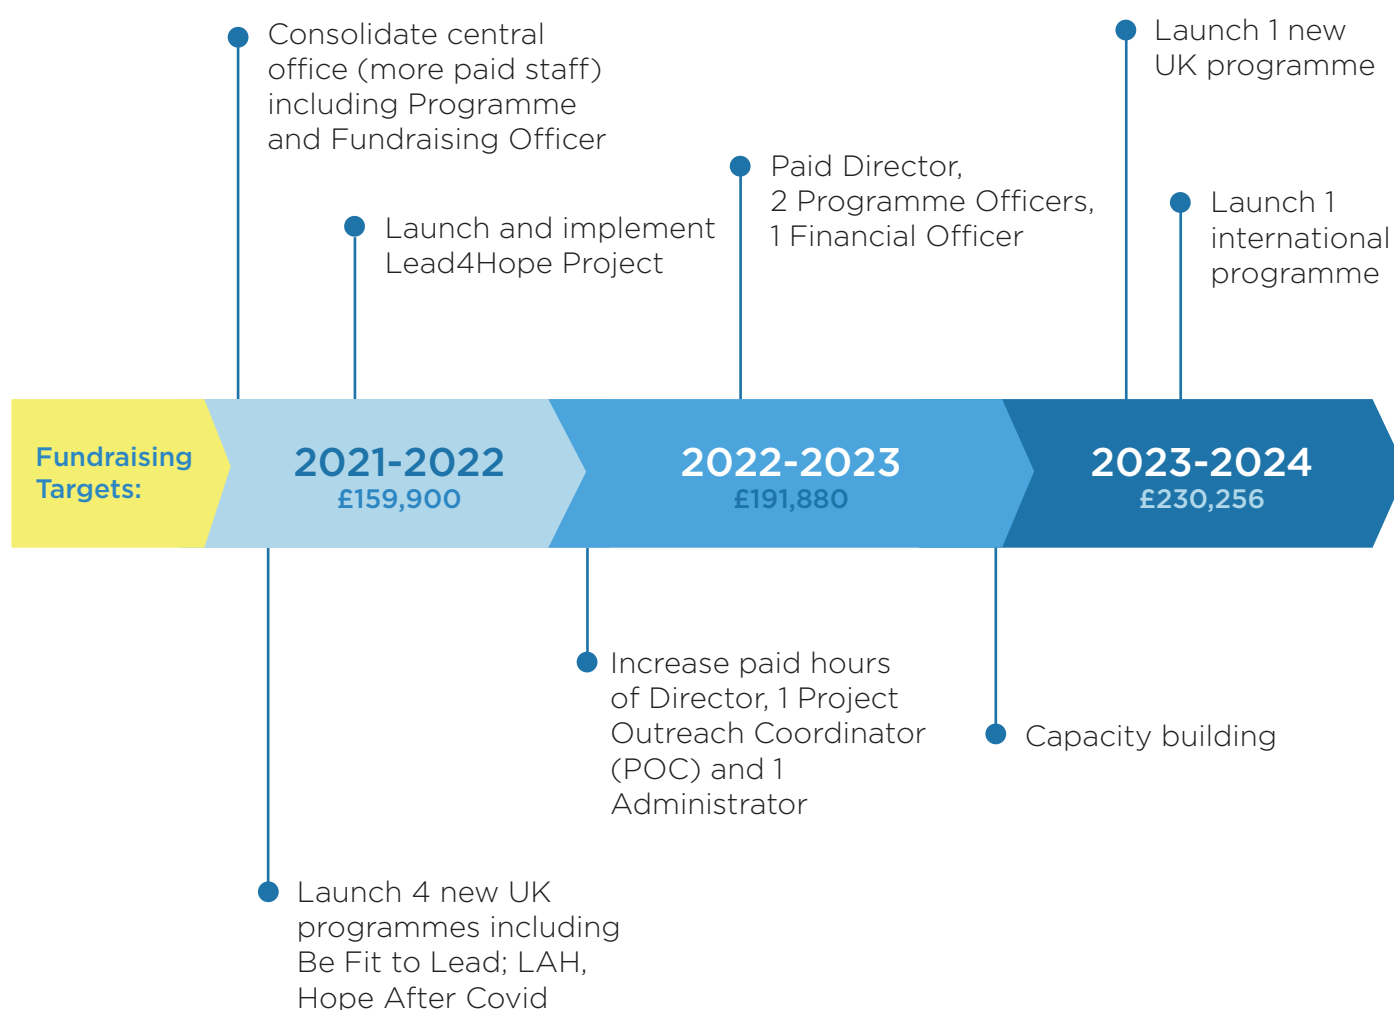 Consolidate central
office (more paid staff)
including Programme
and Fundraising Officer
Launch and implement
Lead4Hope Project
Paid Director,
2 Programme Officers,
1 Financial Officer
Launch 1 new
UK programme
Launch 1
international
programme
Fundraising
Targets:
2021-2022
£159,900
2022-2023
£191,880
2023-2024
£230,256
Launch 4 new UK
programmes including
Be Fit to Lead; LAH,
Hope After Covid
Increase paid hours
of Director, 1 Project
Outreach Coordinator
(POC) and 1
Administrator
Capacity building